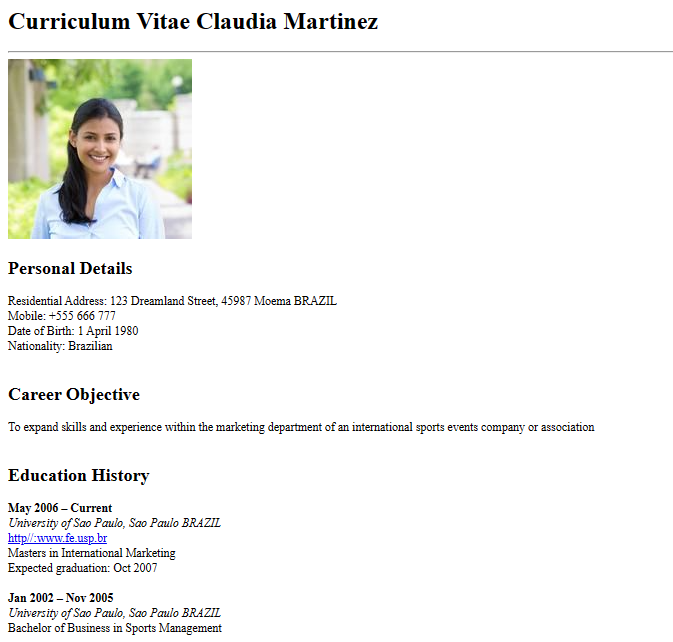 Curriculum Vitae Claudia Martinez
Personal Details
Residential Address: 123 Dreamland Street, 45987 Moema BRAZIL
Mobile: +555 666 777
Date of Birth: 1 April 1980
Nationality: Brazilian
Career Objective
To expand skills and experience within the marketing department of an international sports events company or association
Education History
May 2006 – Current
University of Sao Paulo, Sao Paulo BRAZIL
http//:www.fe.usp.br
Masters in International Marketing
Expected graduation: Oct 2007
Jan 2002 – Nov 2005
University of Sao Paulo, Sao Paulo BRAZIL
Bachelor of Business in Sports Management